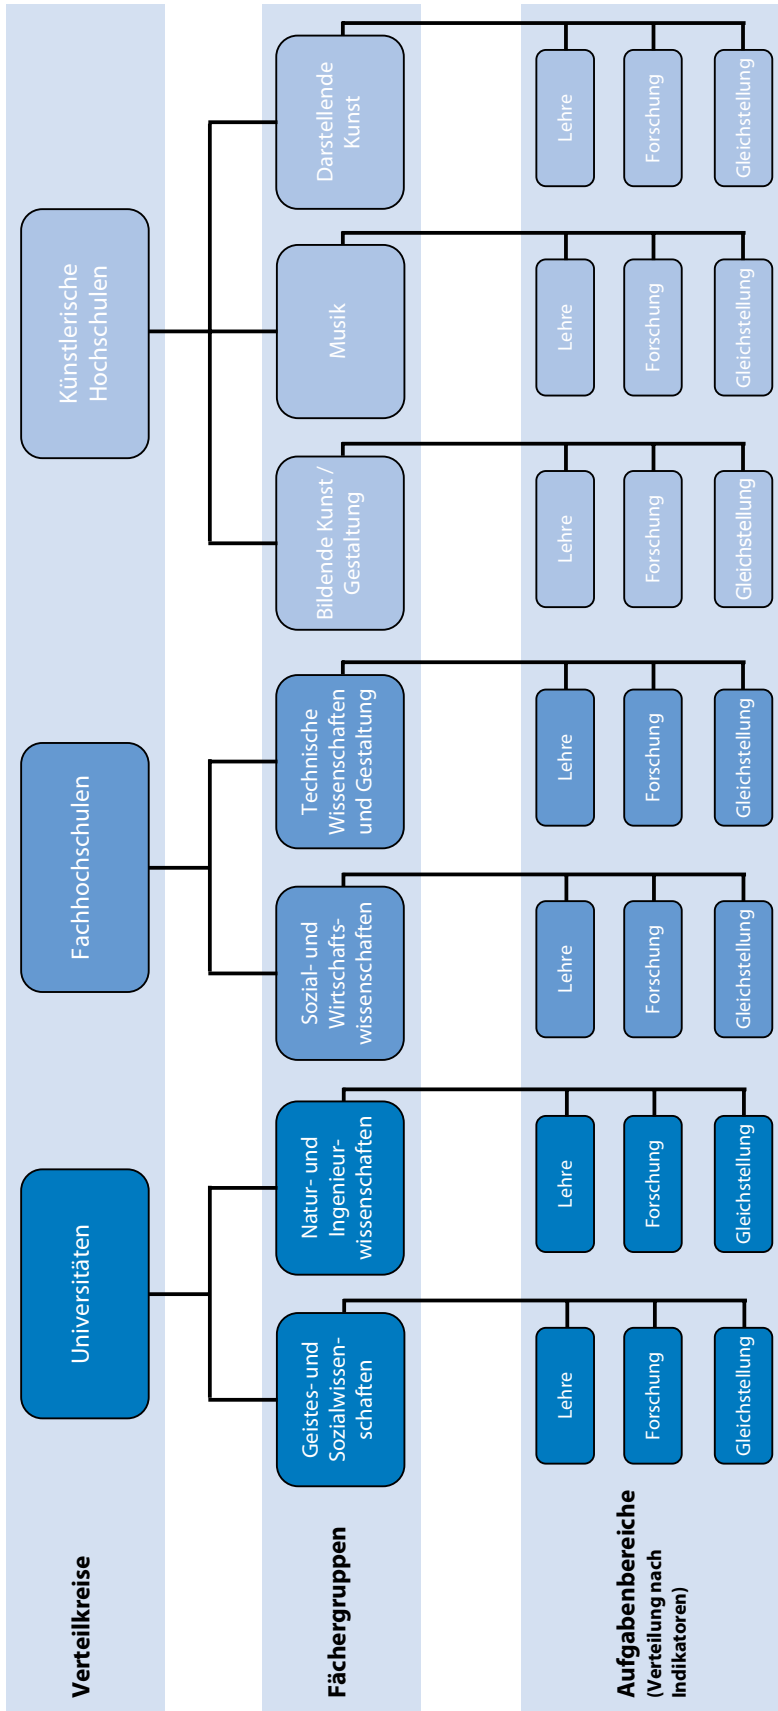 Verteilkreise
Universitäten
Fachhochschulen
Künstlerische
Hochschulen
Fächergruppen
Geistes- und
Sozialwissen-
schaften
Natur- und
Ingenieur-
wissenschaften
Sozial- und
Wirtschafts-
wissenschaften
Technische
Wissenschaften
und Gestaltung
Bildende Kunst /
Gestaltung
Musik
Darstellende
Kunst
Aufgabenbereiche
(Verteilung nach
Indikatoren)
Lehre
Forschung
Gleichstellung
Lehre
Forschung
Gleichstellung
Lehre
Forschung
Gleichstellung
Lehre
Forschung
Gleichstellung
Lehre
Forschung
Gleichstellung
Lehre
Forschung
Gleichstellung
Lehre
Forschung
Gleichstellung